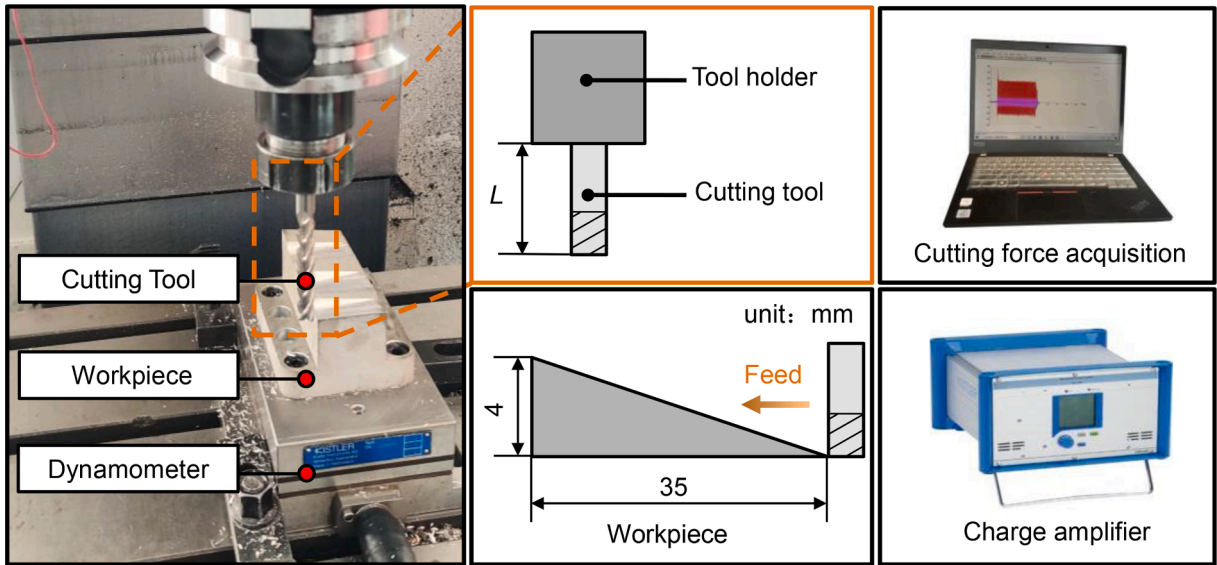 Cutting Tool
Workpiece
Dynamometer
KISTLER
Tool holder
L
Cutting tool
Cutting force acquisition
unit: mm
Feed
4
35
Workpiece
Charge amplifier